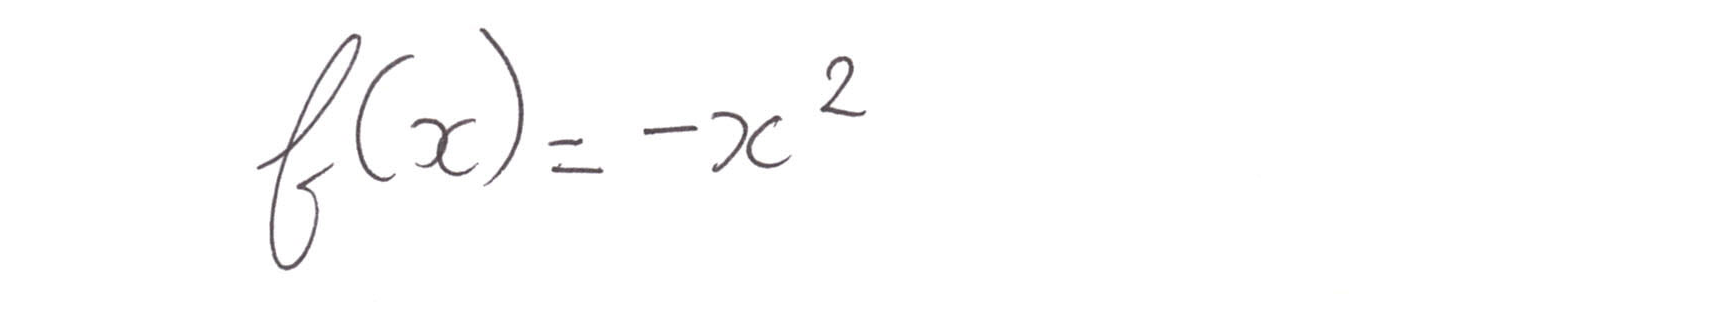 f(x) = -x²